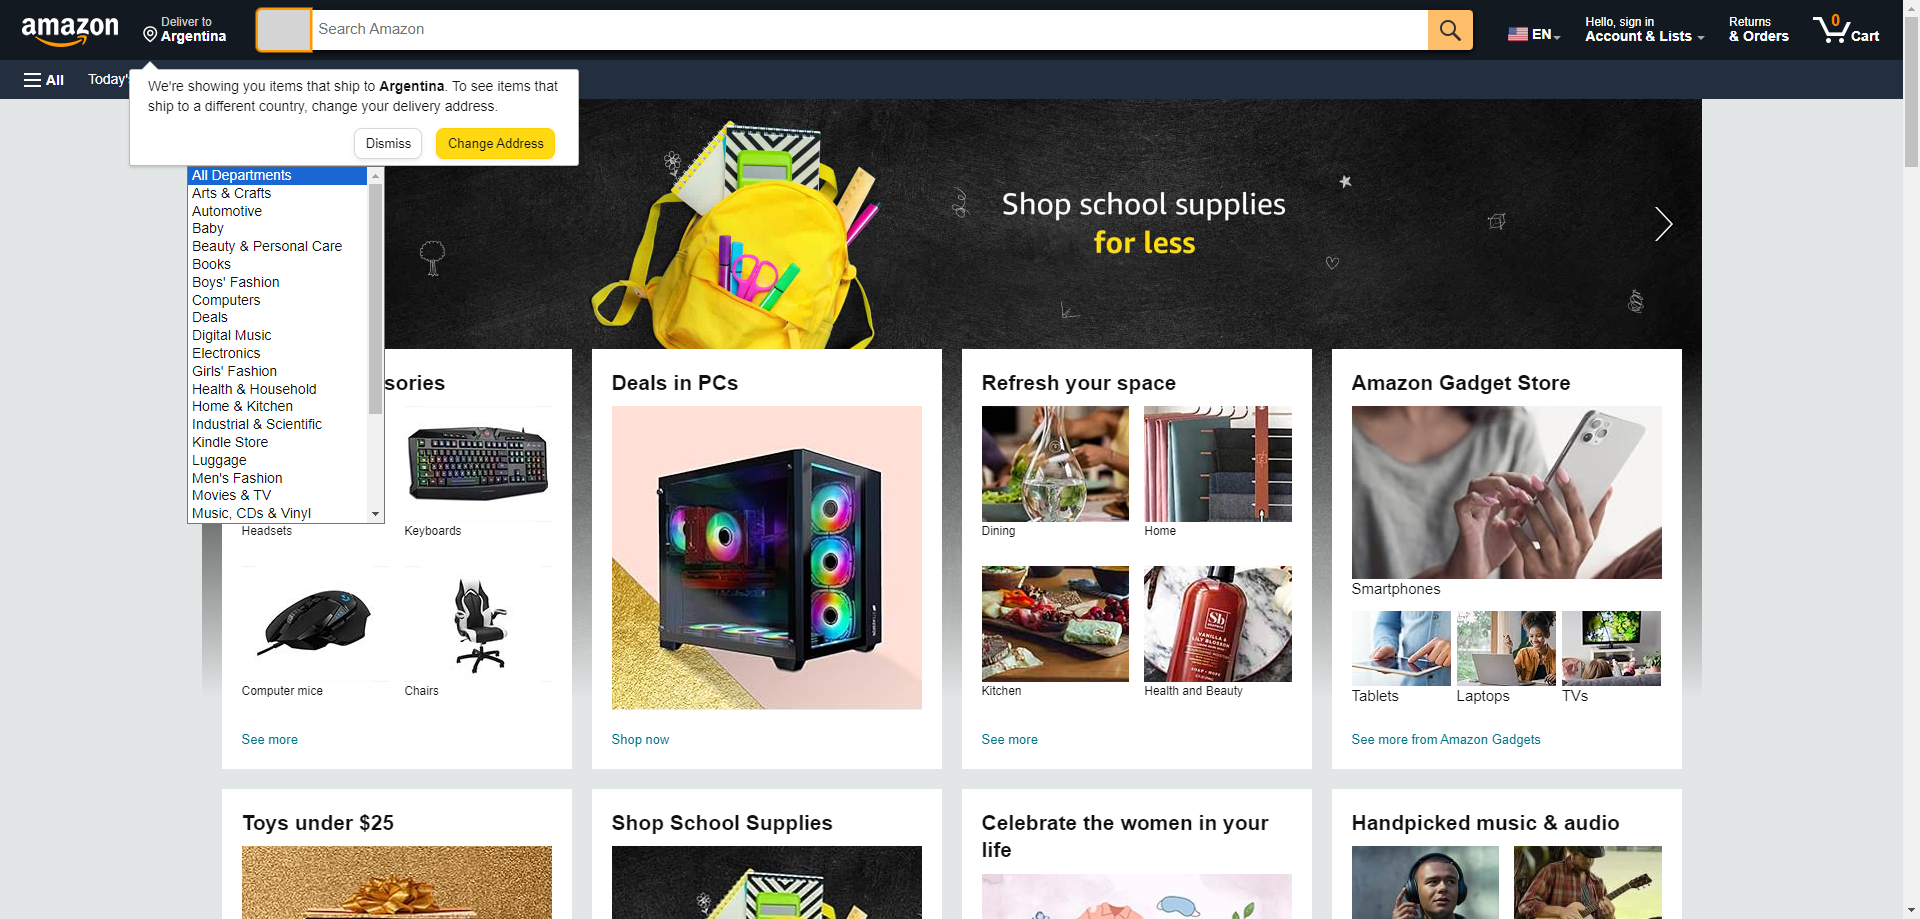 amazon
Deliver to
Argentina
Search Amazon
EN
Hello, sign in
Account & Lists
Returns
& Orders
0
Cart
All
Today's
We're showing you items that ship to Argentina. To see items that
ship to a different country, change your delivery address.
Dismiss
Change Address
All Departments
Arts & Crafts
Automotive
Baby
Beauty & Personal Care
Books
Boys' Fashion
Computers
Deals
Digital Music
Electronics
Girls' Fashion
Health & Household
Home & Kitchen
Industrial & Scientific
Kindle Store
Luggage
Men's Fashion
Movies & TV
Music, CDs & Vinyl
Shop school supplies
for less
sories
Headsets
Keyboards
Computer mice
Chairs
See more
Deals in PCs
Shop now
Refresh your space
Dining
Home
Kitchen
Sb
VANILLA &
LILY BLOSSOM
Health and Beauty
See more
Amazon Gadget Store
Smartphones
Tablets
Laptops
TVs
See more from Amazon Gadgets
Toys under $25
Shop School Supplies
Celebrate the women in your
life
Handpicked music & audio